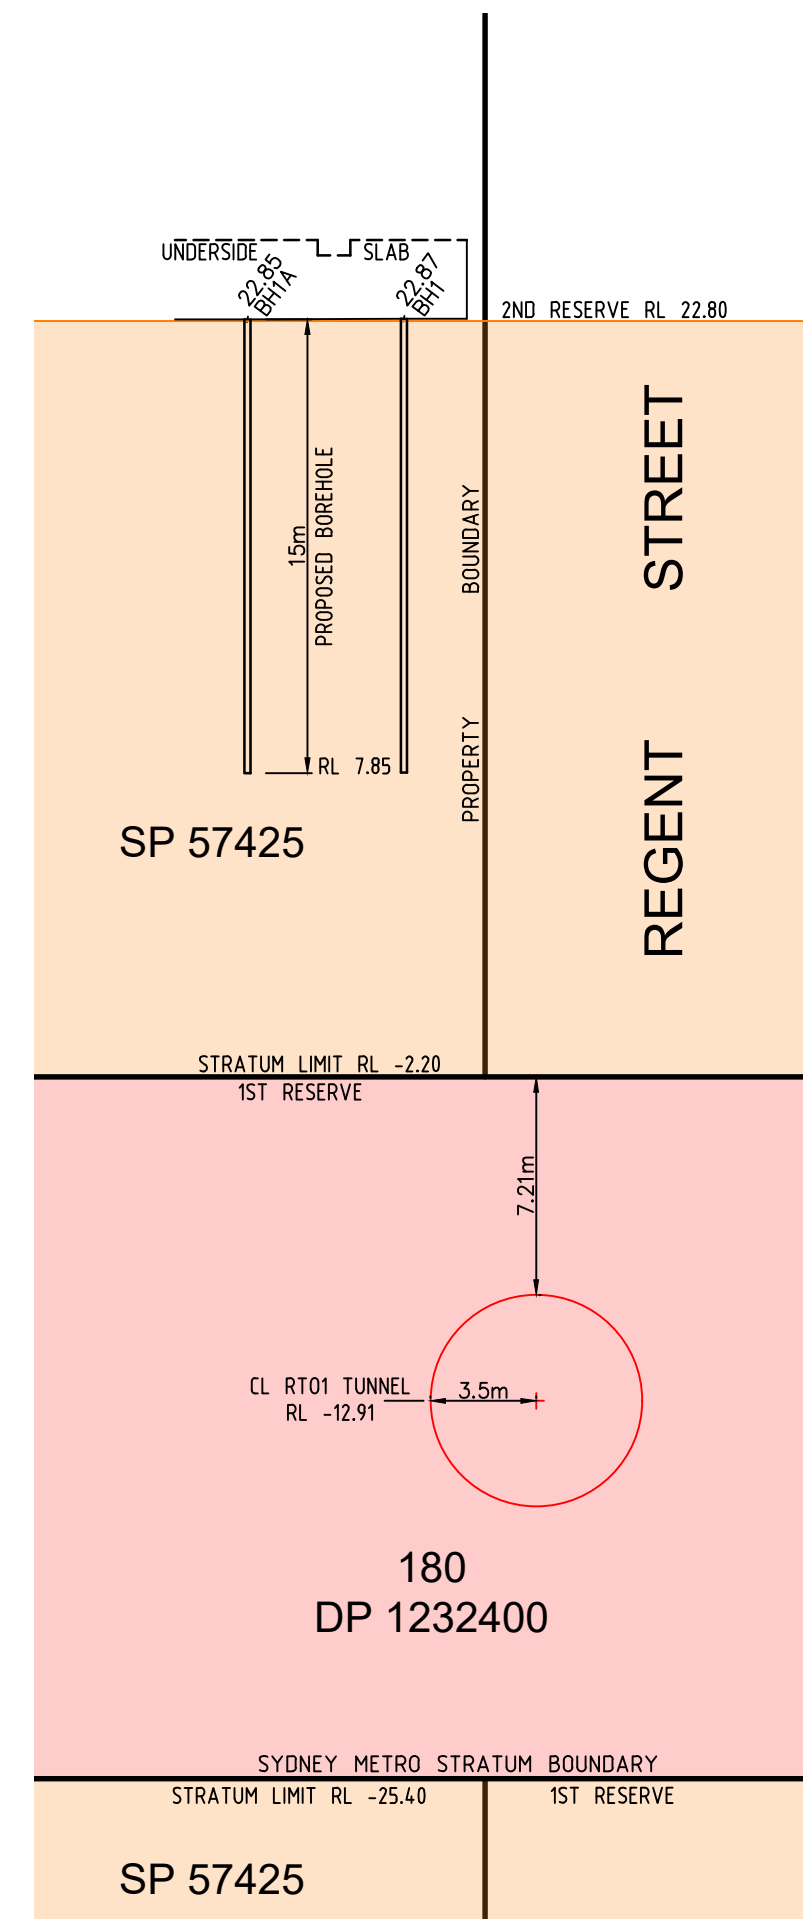 UNDERSIDE SLAB
22.85
BH1A
22.87
BH1
2ND RESERVE RL 22.80
15m
PROPOSED BOREHOLE
RL 7.85
PROPERTY BOUNDARY
REGENT STREET
SP 57425
STRATUM LIMIT RL -2.20
1ST RESERVE
7.21m
CL RT01 TUNNEL
RL -12.91
3.5m
180
DP 1232400
SYDNEY METRO STRATUM BOUNDARY
STRATUM LIMIT RL -25.40 1ST RESERVE
SP 57425